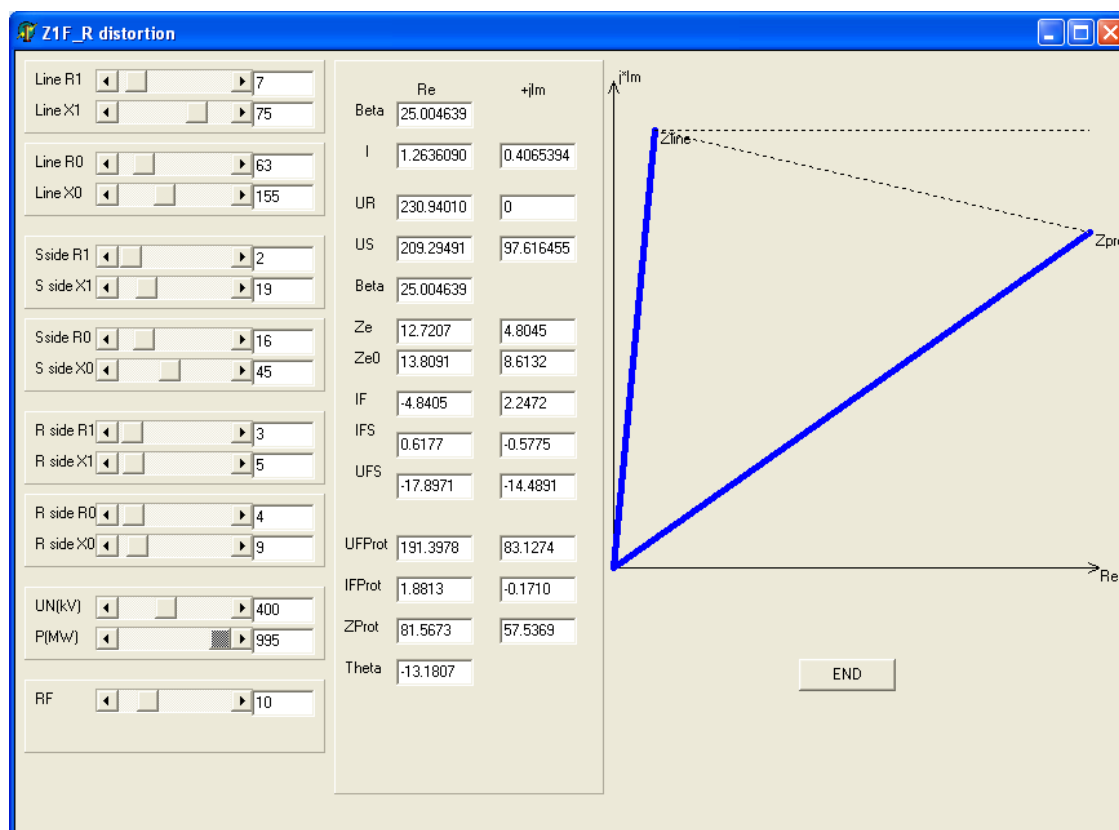 Z1F_R distortion
Line R1 7
Line X1 75
Line R0 63
Line X0 155
Sside R1 2
S side X1 19
Sside R0 16
S side X0 45
R side R1 3
R side X1 5
R side R0 4
R side X0 9
UN(kV) 400
P(MW) 995
RF 10
Re +jIm
Beta 25.004639
I 1.2636090 0.4065394
UR 230.94010 0
US 209.29491 97.616455
Beta 25.004639
Ze 12.7207 4.8045
Ze0 13.8091 8.6132
IF -4.8405 2.2472
IFS 0.6177 -0.5775
UFS -17.8971 -14.4891
UFProt 191.3978 83.1274
IFProt 1.8813 -0.1710
ZProt 81.5673 57.5369
Theta -13.1807
j*Im
Zline
Zpro
Re
END